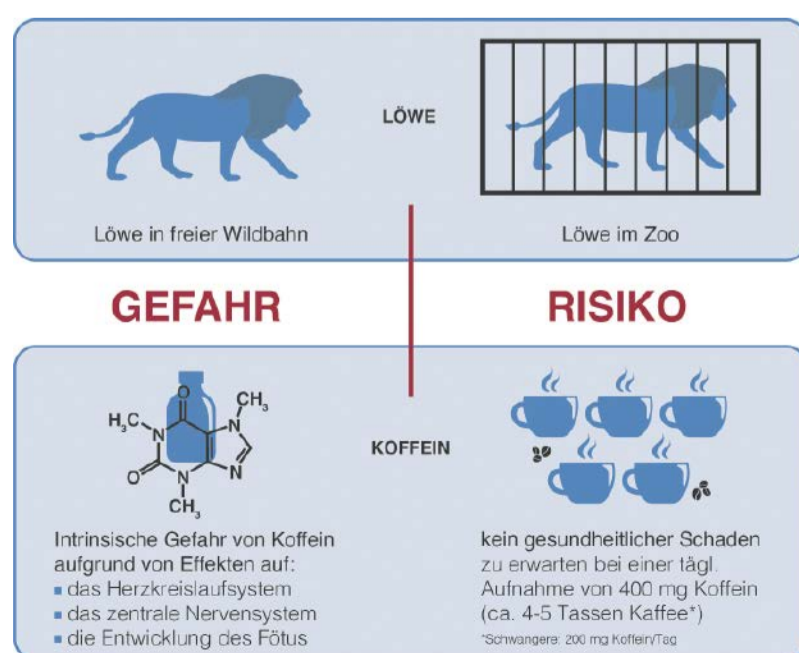 LÖWE
Löwe in freier Wildbahn
Löwe im Zoo
GEFAHR
RISIKO
KOFFEIN
O
CH₃
H₃C
N
N
O
N
N
CH₃
Intrinsische Gefahr von Koffein
aufgrund von Effekten auf:
▪ das Herzkreislaufsystem
▪ das zentrale Nervensystem
▪ die Entwicklung des Fötus
kein gesundheitlicher Schaden
zu erwarten bei einer tägl.
Aufnahme von 400 mg Koffein
(ca. 4-5 Tassen Kaffee*)
*Schwangere: 200 mg Koffein/Tag